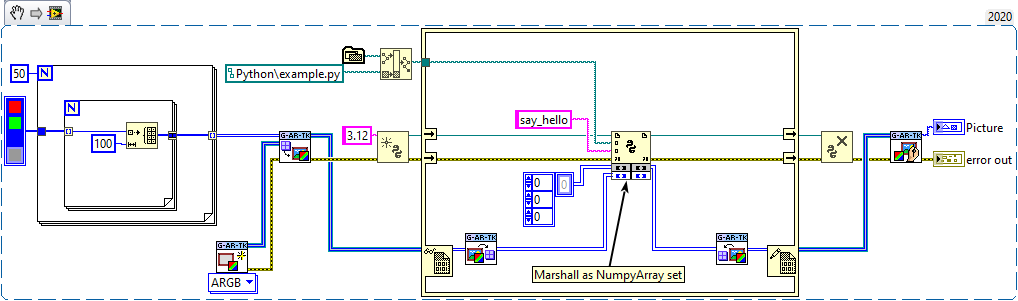 2020
50
N
Python\example.py
N
100
G-AR-TK
3.12
say_hello
G-AR-TK
Picture
error out
0
0
0
0
G-AR-TK
ARGB
G-AR-TK
G-AR-TK
Marshall as NumpyArray set